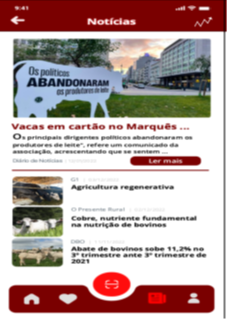 9:41
Notícias
Os políticos
ABANDONARAM
os produtores de leite
Vacas em cartão no Marquês ...
Os principais dirigentes políticos abandonaram os
produtores de leite", refere um comunicado da
associação, acrescentando que se sentem ...
Diário de Notícias
Ler mais
G1
Agricultura regenerativa
O Presente Rural
Cobre, nutriente fundamental
na nutrição de bovinos
DBO
Abate de bovinos sobe 11,2% no
3º trimestre ante 3º trimestre de
2021